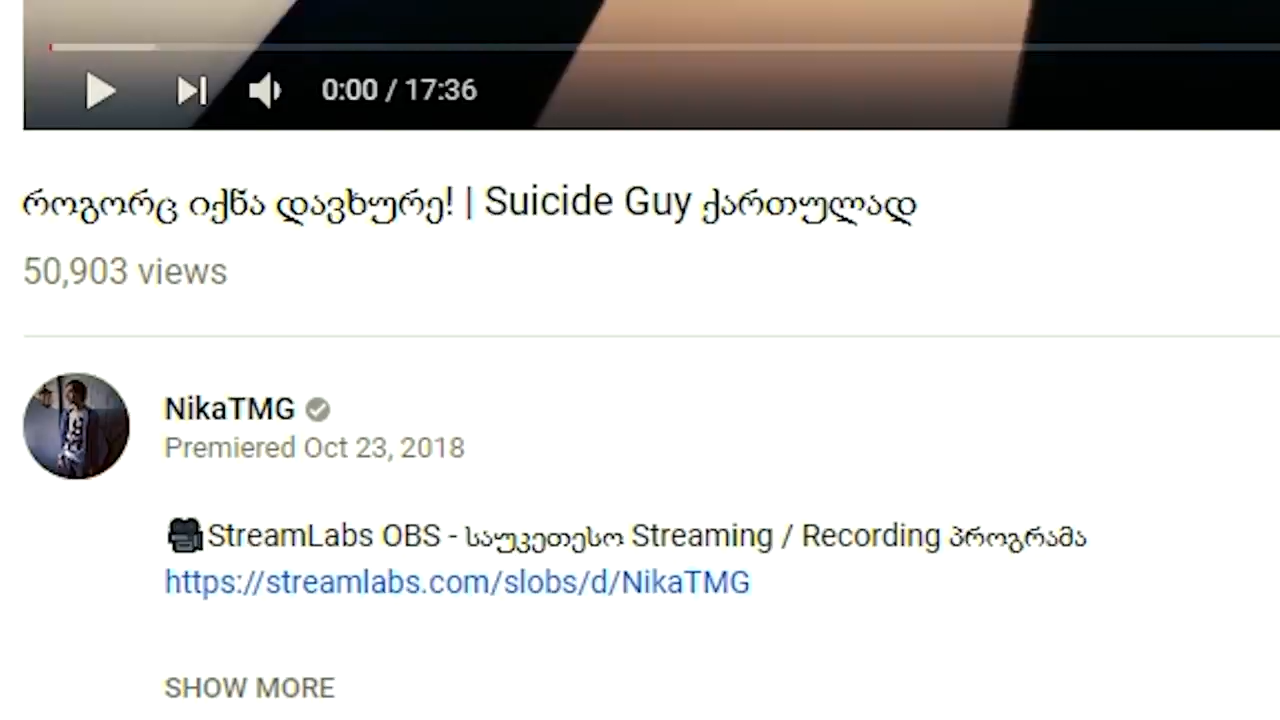 0:00 / 17:36
როგორც იქნა დავხურე! | Suicide Guy ქართულად
50,903 views
NikaTMG
Premiered Oct 23, 2018
StreamLabs OBS - საუკეთესო Streaming / Recording პროგრამა
https://streamlabs.com/slobs/d/NikaTMG
SHOW MORE